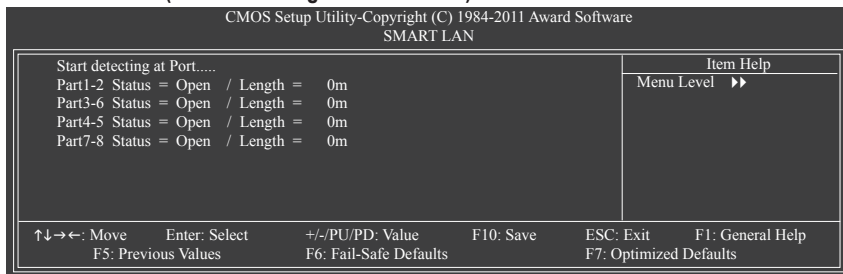 CMOS Setup Utility-Copyright (C) 1984-2011 Award Software
SMART LAN
Start detecting at Port.....
Part1-2 Status = Open / Length = 0m
Part3-6 Status = Open / Length = 0m
Part4-5 Status = Open / Length = 0m
Part7-8 Status = Open / Length = 0m
Item Help
Menu Level ▶▶
↑↓→←: Move Enter: Select +/-/PU/PD: Value F10: Save ESC: Exit F1: General Help
F5: Previous Values F6: Fail-Safe Defaults F7: Optimized Defaults